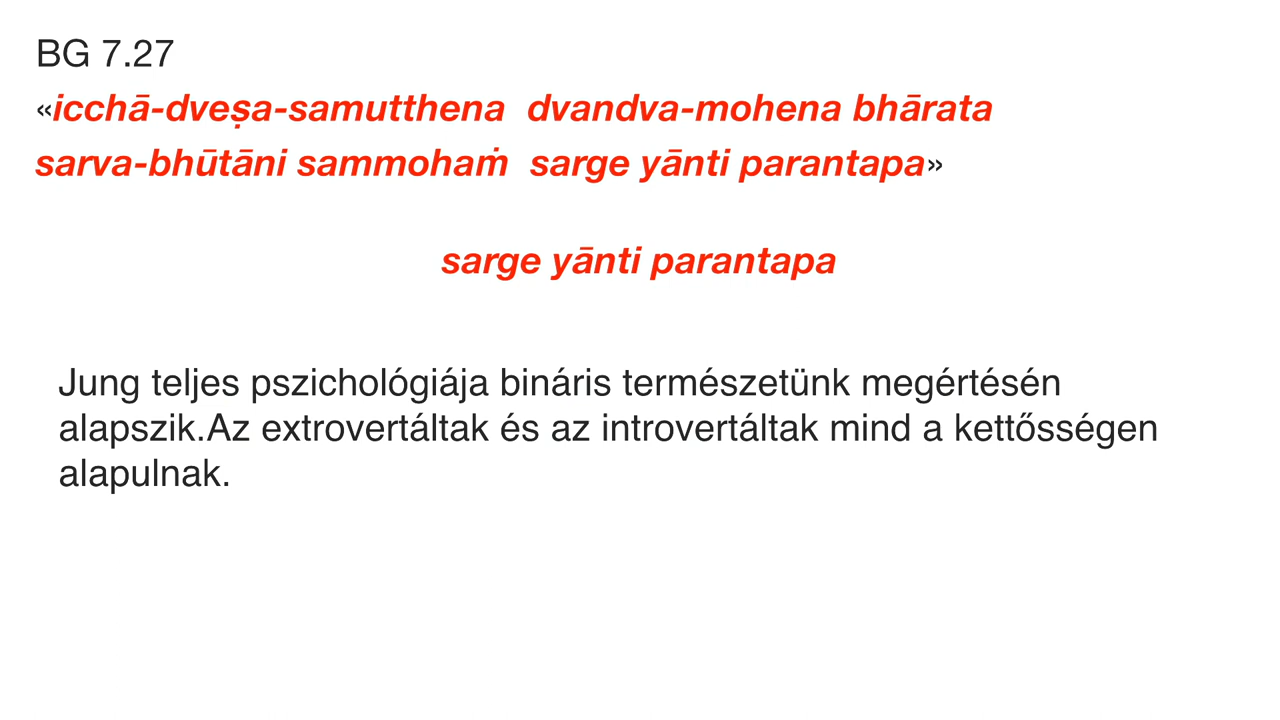 BG 7.27
«icchā-dveṣa-samutthena dvandva-mohena bhārata
sarva-bhūtāni sammohaṁ sarge yānti parantapa»
sarge yānti parantapa
Jung teljes pszichológiája bináris természetünk megértésén
alapszik.Az extrovertáltak és az introvertáltak mind a kettősségen
alapulnak.